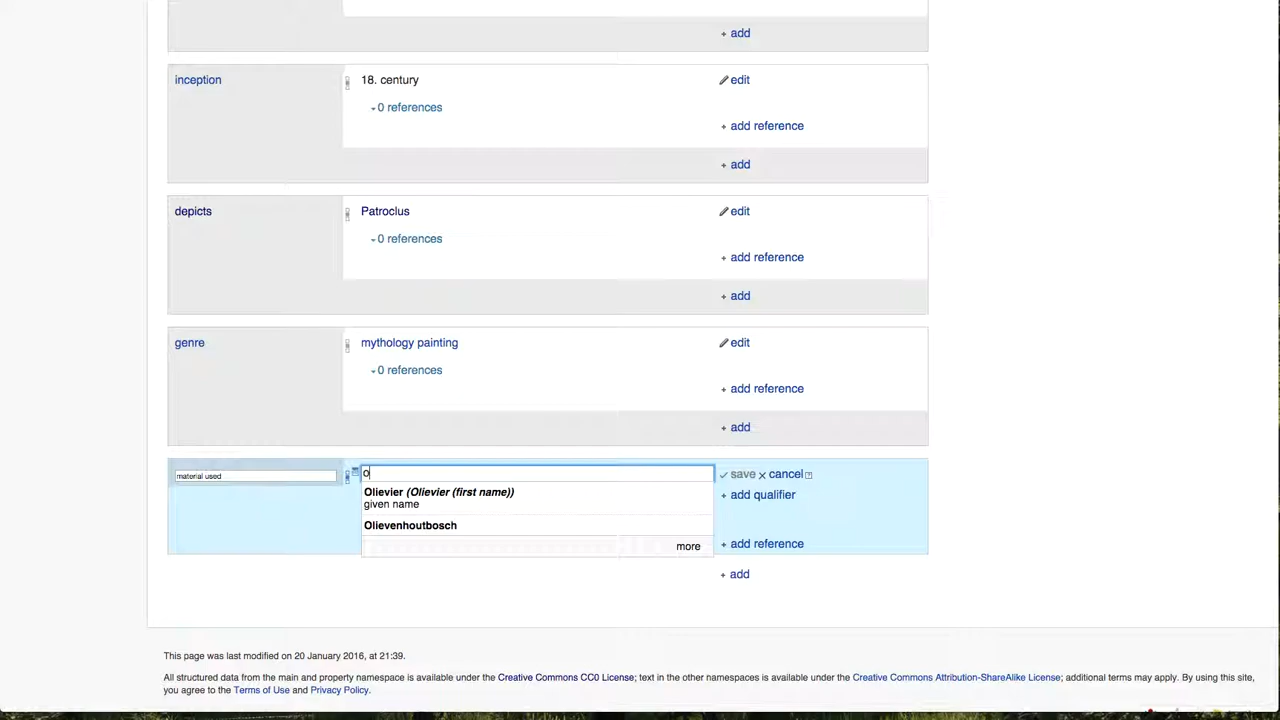 + add
inception
18. century
edit
0 references
+ add reference
+ add
depicts
Patroclus
edit
0 references
+ add reference
+ add
genre
mythology painting
edit
0 references
+ add reference
+ add
material used
o
save × cancel ?
Olievier (Olievier (first name))
given name
+ add qualifier
Olievenhoutbosch
more
+ add reference
+ add
This page was last modified on 20 January 2016, at 21:39.
All structured data from the main and property namespace is available under the Creative Commons CC0 License; text in the other namespaces is available under the Creative Commons Attribution-ShareAlike License; additional terms may apply. By using this site,
you agree to the Terms of Use and Privacy Policy.